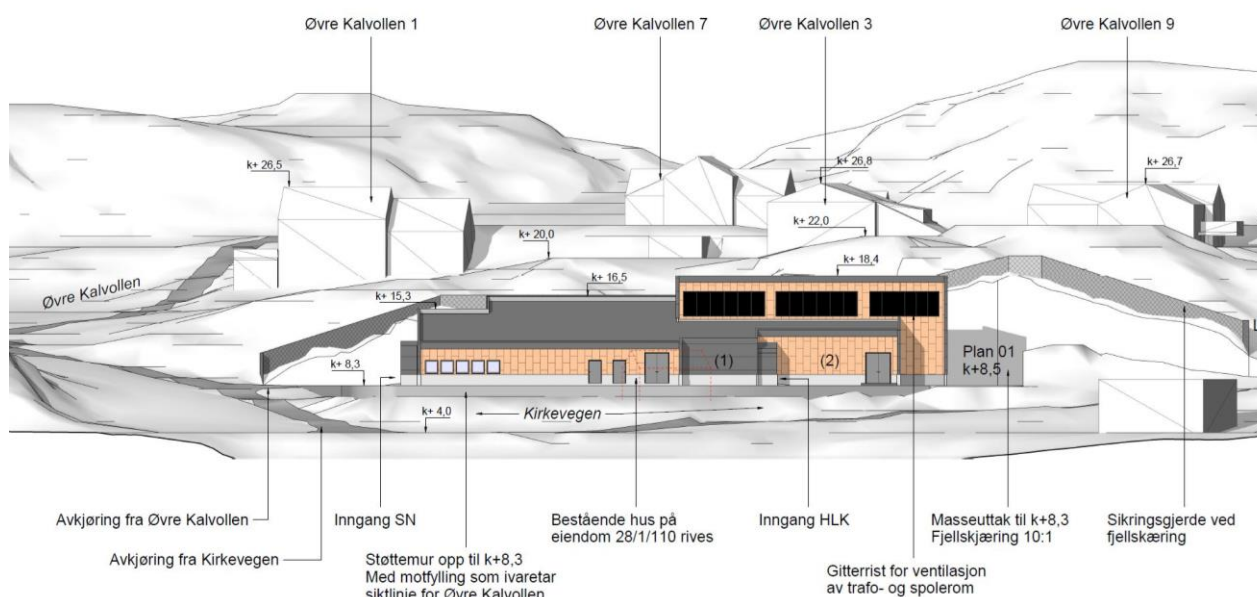 Øvre Kalvollen 1
Øvre Kalvollen 7
Øvre Kalvollen 3
Øvre Kalvollen 9
k+ 26,5
k+ 26,8
k+ 26,7
k+ 22,0
k+ 20,0
k+ 18,4
k+ 16,5
k+ 15,3
Øvre Kalvollen
k+ 8,3
(1)
(2)
Plan 01
k+8,5
L
Kirkevegen
k+ 4,0
Avkjøring fra Øvre Kalvollen
Avkjøring fra Kirkevegen
Inngang SN
Støttemur opp til k+8,3
Med motfylling som ivaretar
siktlinje for Øvre Kalvollen
Bestående hus på
eiendom 28/1/110 rives
Inngang HLK
Gitterrist for ventilasjon
av trafo- og spolerom
Masseuttak til k+8,3
Fjellskjæring 10:1
Sikringsgjerde ved
fjellskæring